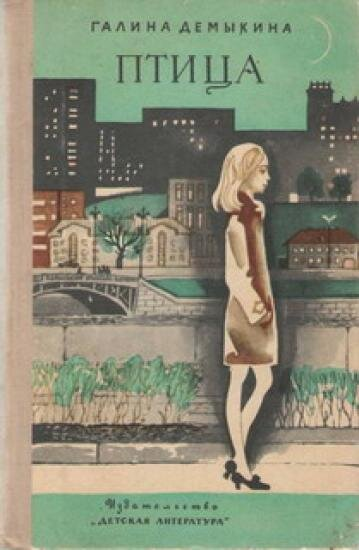 ГАЛИНА ДЕМЫКИНА
ПТИЦА
Издательство
„ДЕТСКАЯ ЛИТЕРАТУРА"